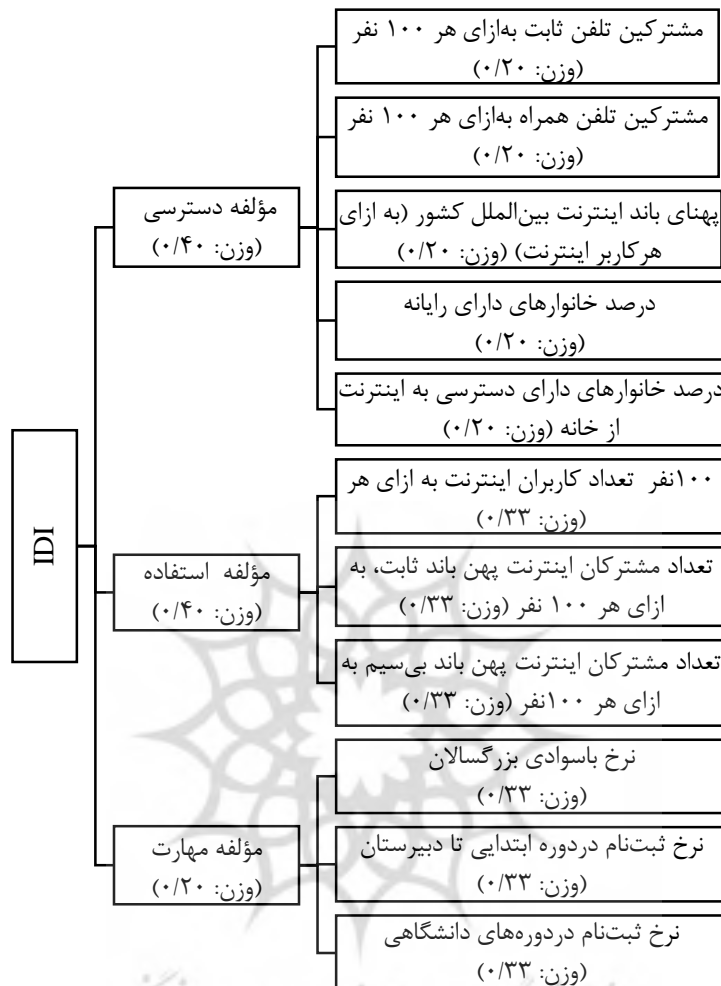 IDI
مؤلفه دسترسی
(وزن: ۰/۴۰)
مشترکین تلفن ثابت به‌ازای هر ۱۰۰ نفر
(وزن: ۰/۲۰)
مشترکین تلفن همراه به‌ازای هر ۱۰۰ نفر
(وزن: ۰/۲۰)
پهنای باند اینترنت بین‌الملل کشور (به ازای
هرکاربر اینترنت) (وزن: ۰/۲۰)
درصد خانوارهای دارای رایانه
(وزن: ۰/۲۰)
درصد خانوارهای دارای دسترسی به اینترنت
از خانه (وزن: ۰/۲۰)
مؤلفه استفاده
(وزن: ۰/۴۰)
۱۰۰نفر تعداد کاربران اینترنت به ازای هر
(وزن: ۰/۳۳)
تعداد مشترکان اینترنت پهن باند ثابت، به
ازای هر ۱۰۰ نفر (وزن: ۰/۳۳)
تعداد مشترکان اینترنت پهن باند بی‌سیم به
ازای هر ۱۰۰نفر (وزن: ۰/۳۳)
مؤلفه مهارت
(وزن: ۰/۲۰)
نرخ باسوادی بزرگسالان
(وزن: ۰/۳۳)
نرخ ثبت‌نام دردوره ابتدایی تا دبیرستان
(وزن: ۰/۳۳)
نرخ ثبت‌نام دردوره‌های دانشگاهی
(وزن: ۰/۳۳)